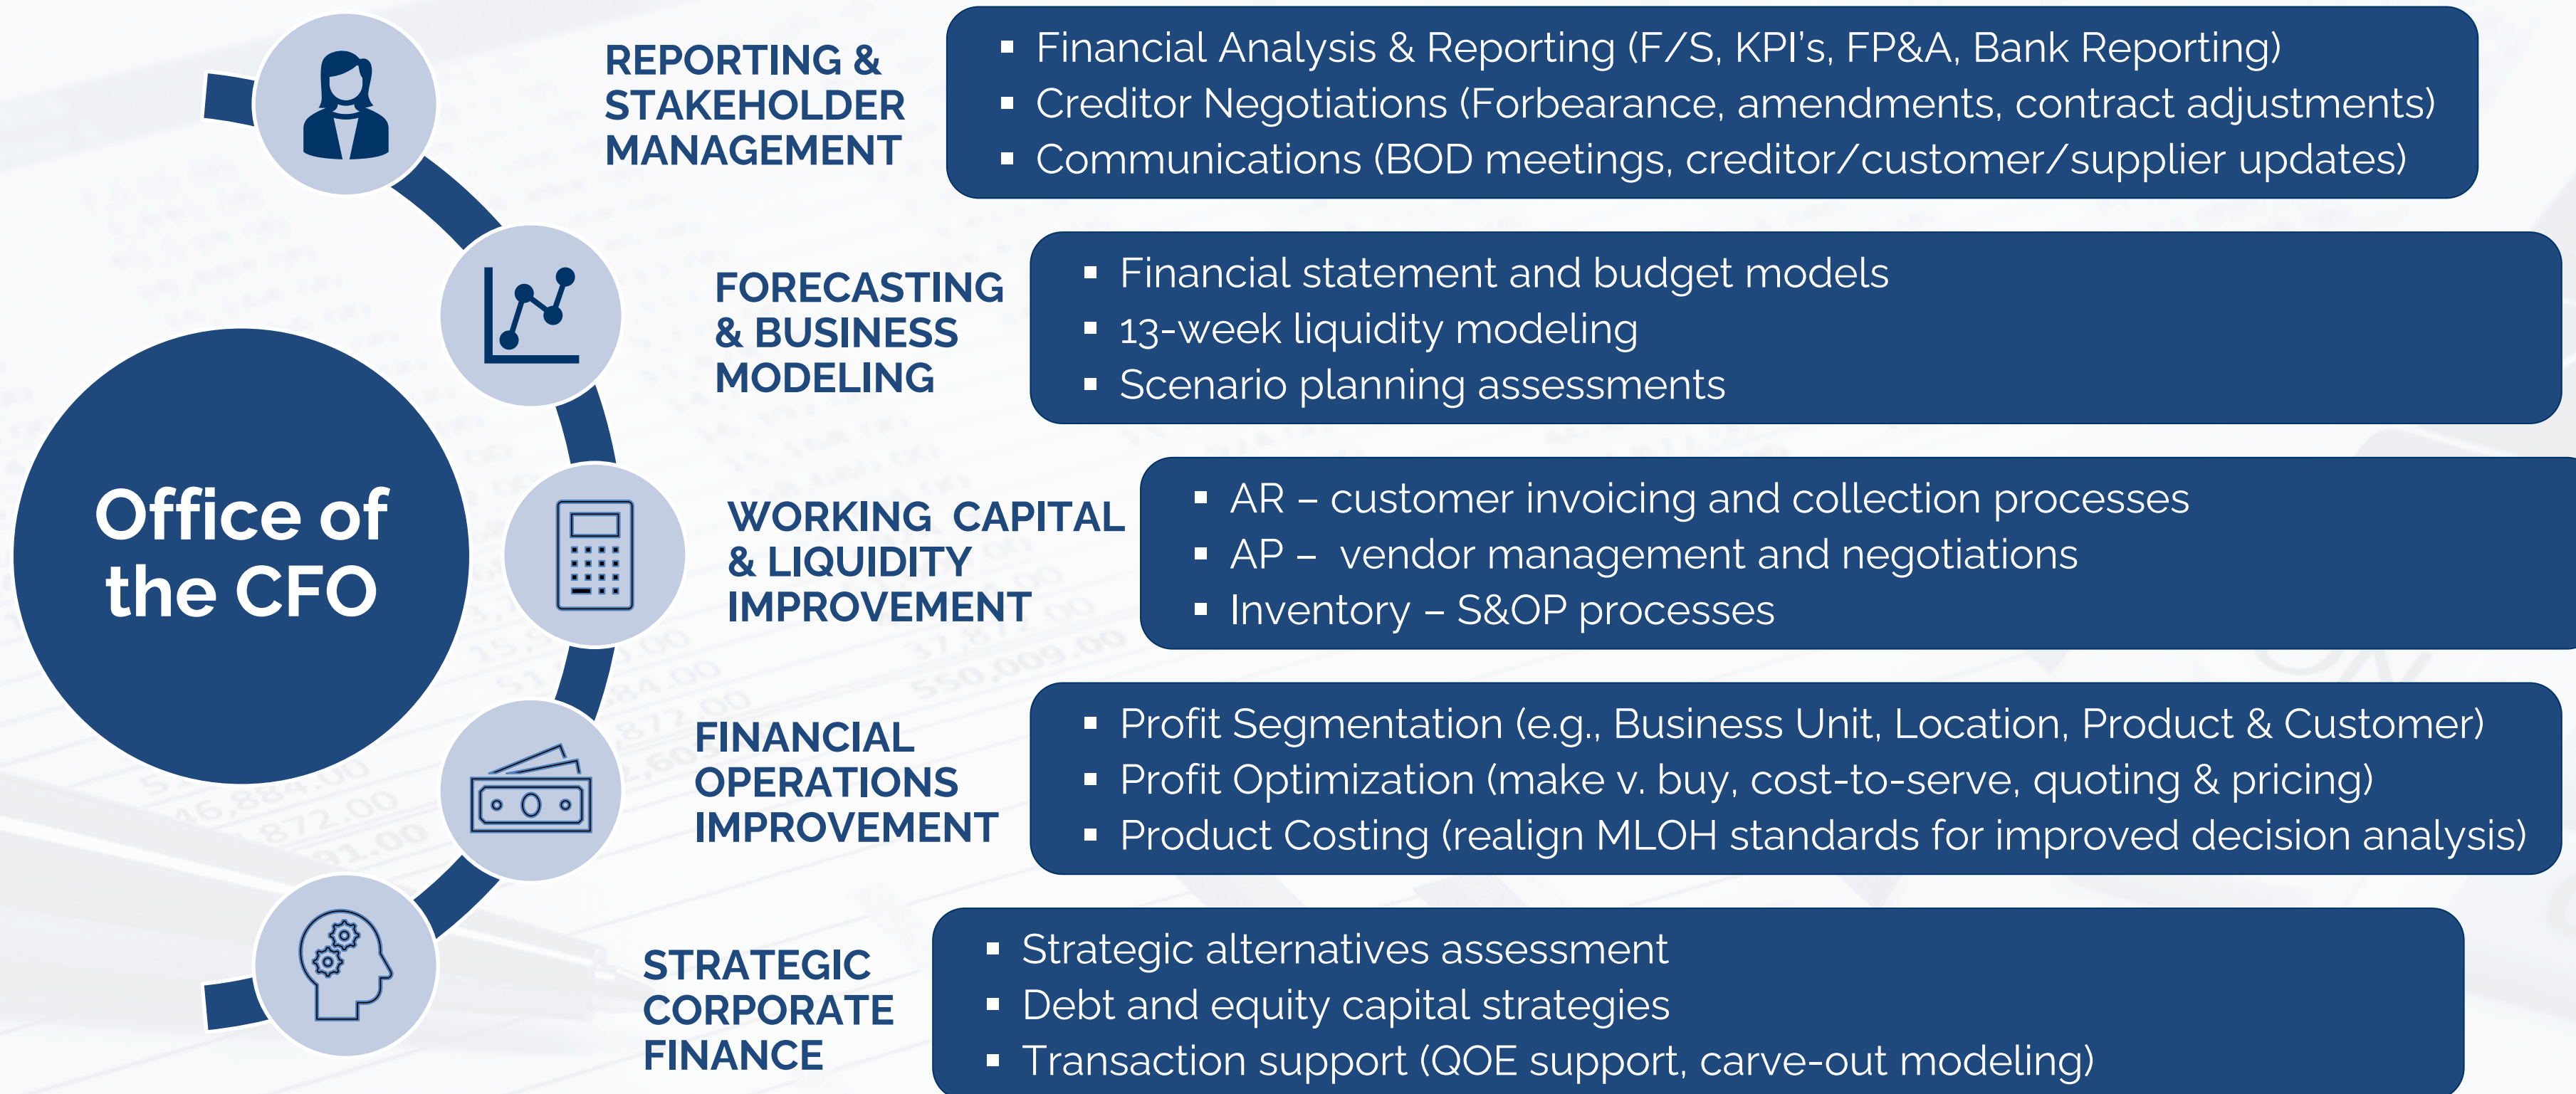 Office of
the CFO
REPORTING &
STAKEHOLDER
MANAGEMENT
▪ Financial Analysis & Reporting (F/S, KPI's, FP&A, Bank Reporting)
▪ Creditor Negotiations (Forbearance, amendments, contract adjustments)
▪ Communications (BOD meetings, creditor/customer/supplier updates)
FORECASTING
& BUSINESS
MODELING
▪ Financial statement and budget models
▪ 13-week liquidity modeling
▪ Scenario planning assessments
WORKING CAPITAL
& LIQUIDITY
IMPROVEMENT
▪ AR – customer invoicing and collection processes
▪ AP – vendor management and negotiations
▪ Inventory – S&OP processes
FINANCIAL
OPERATIONS
IMPROVEMENT
▪ Profit Segmentation (e.g., Business Unit, Location, Product & Customer)
▪ Profit Optimization (make v. buy, cost-to-serve, quoting & pricing)
▪ Product Costing (realign MLOH standards for improved decision analysis)
STRATEGIC
CORPORATE
FINANCE
▪ Strategic alternatives assessment
▪ Debt and equity capital strategies
▪ Transaction support (QOE support, carve-out modeling)
550,009.00